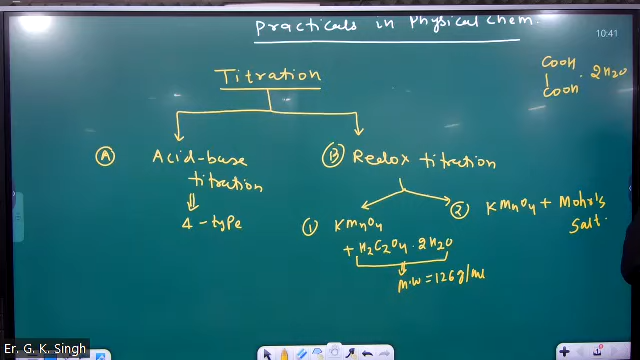 Practicals in Physical Chem.
10:41
COOH
|
COOH . 2H2O
Titration
(A) Acid-base
titration
4-type
(B) Redox titration
(1) KMnO4
+ H2C2O4 . 2H2O
M.W = 126 g/mol
(2) KMnO4 + Mohr's
Salt.
Er. G. K. Singh